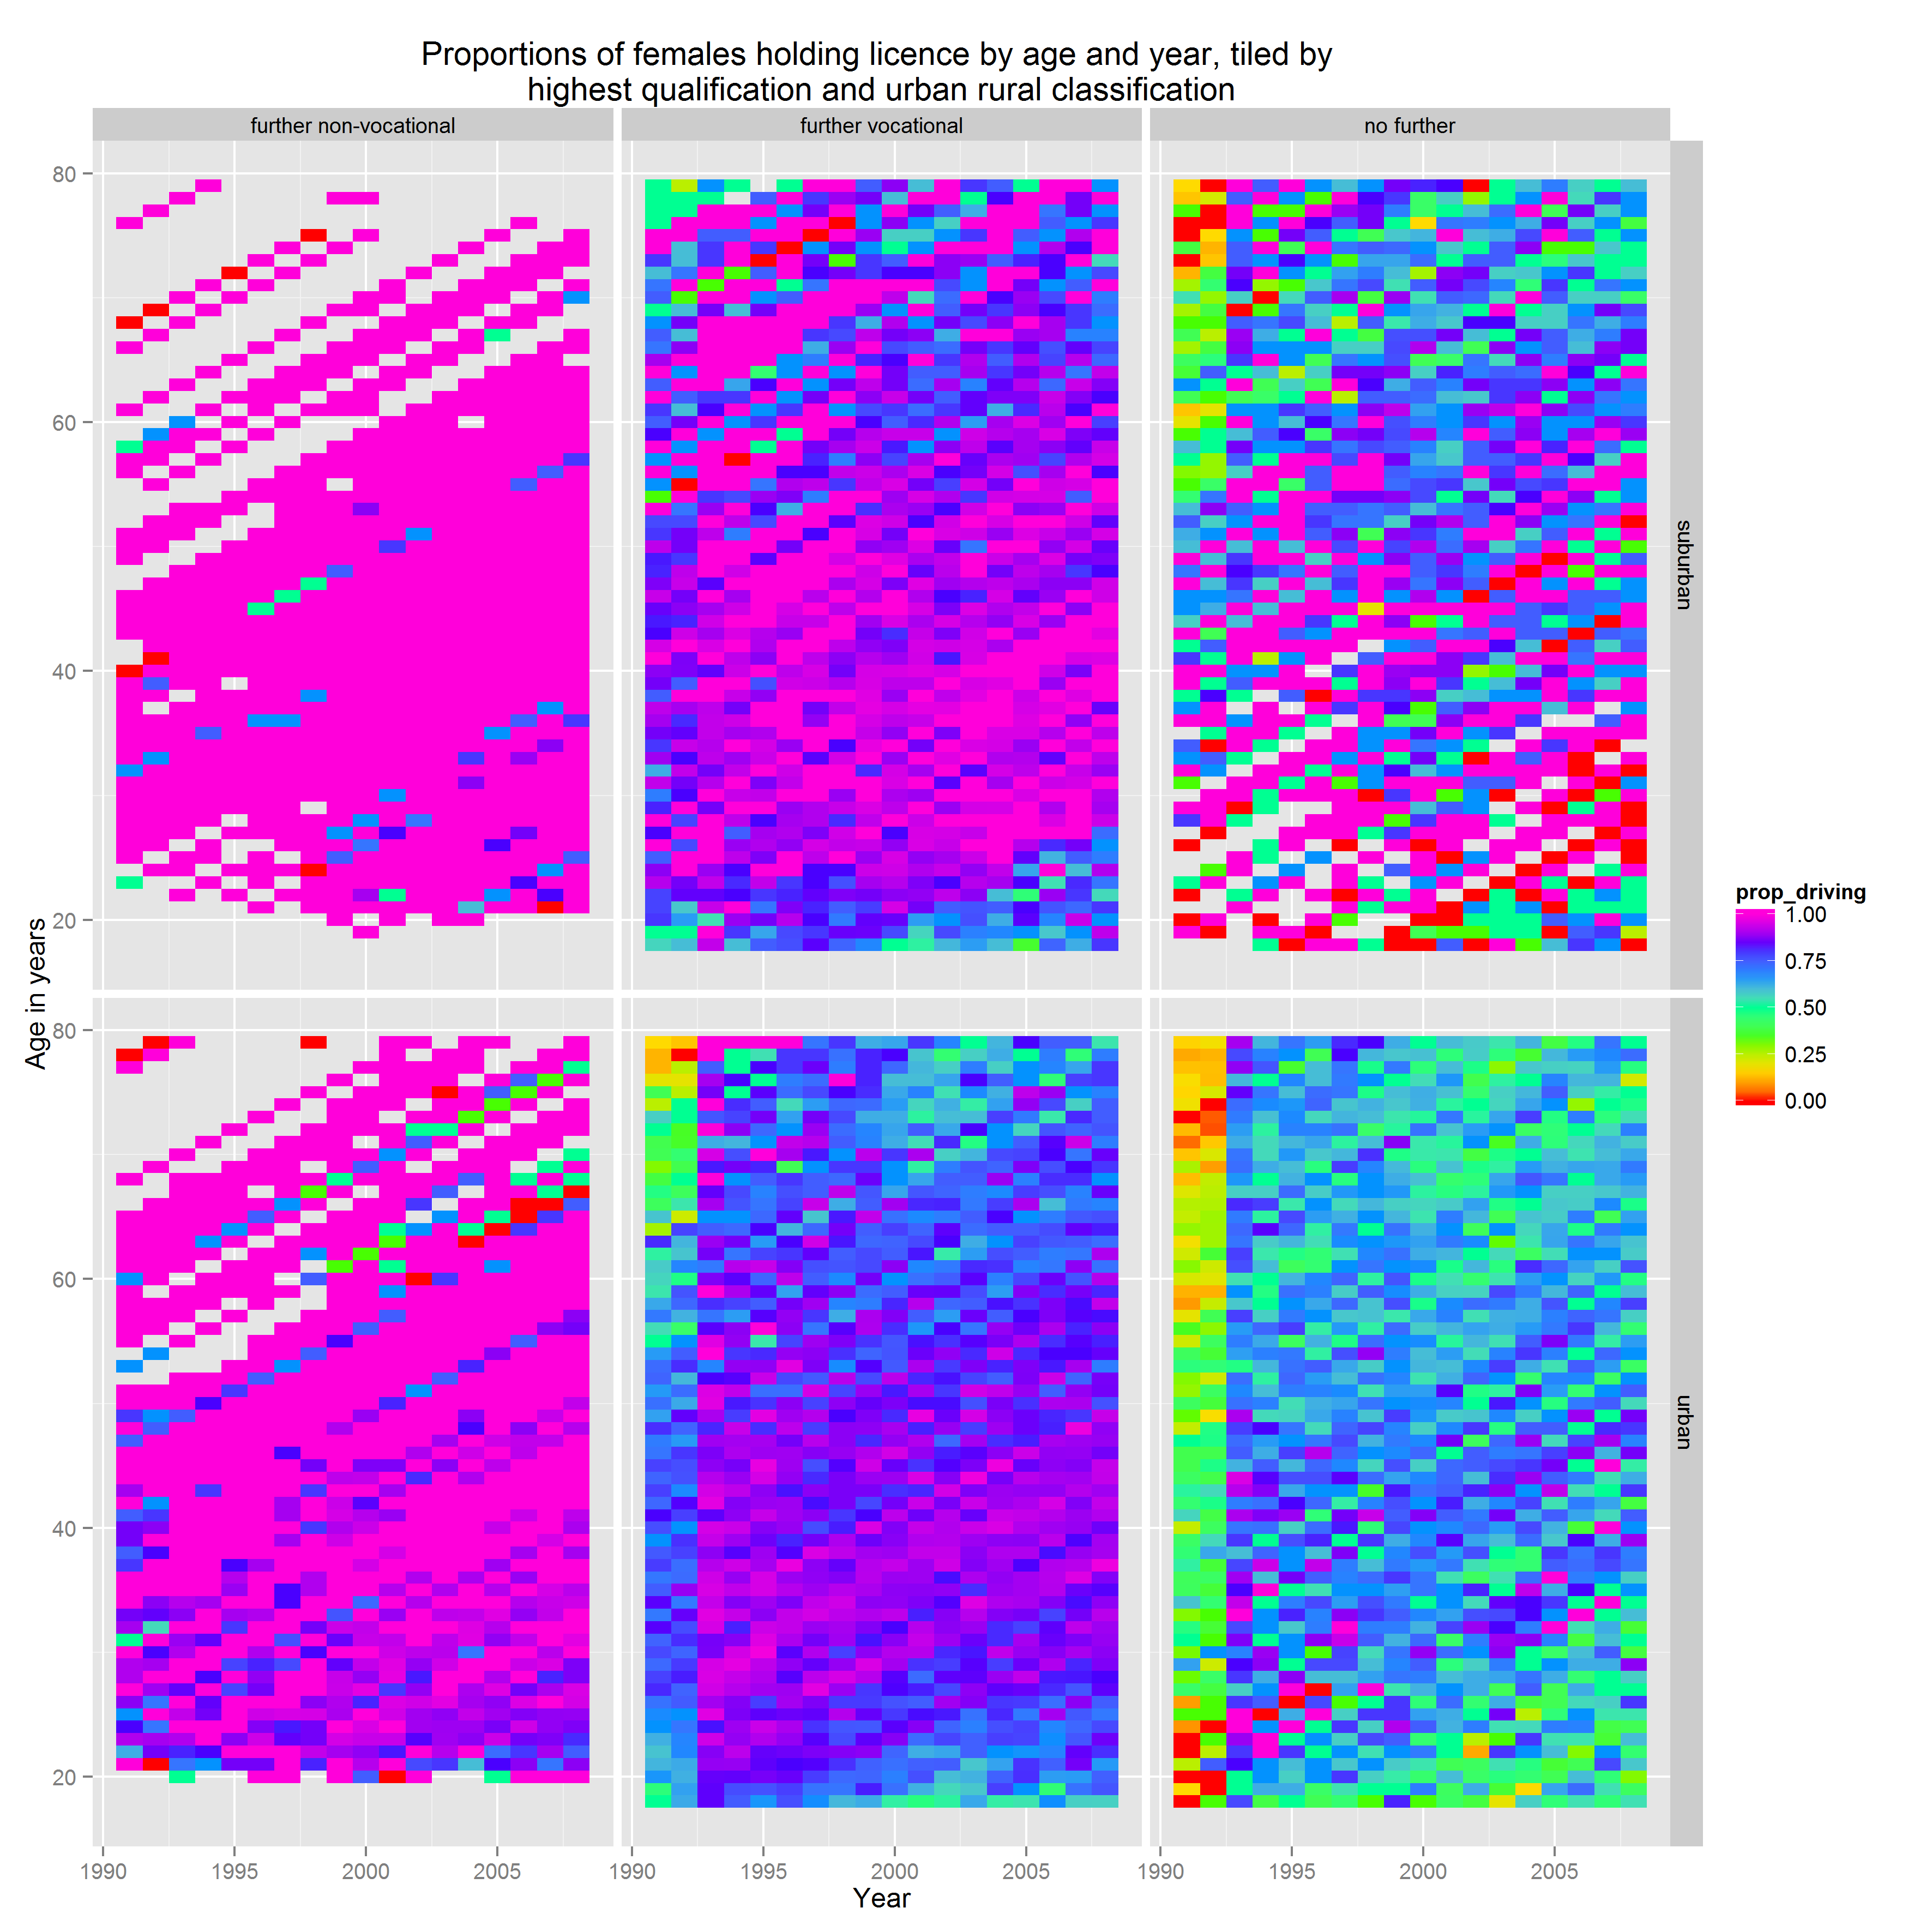 Proportions of females holding licence by age and year, tiled by
highest qualification and urban rural classification
further non-vocational
further vocational
no further
80
60
40
20
suburban
80
60
40
20
urban
Age in years
1990
1995
2000
2005
1990
1995
2000
2005
1990
1995
2000
2005
Year
prop_driving
1.00
0.75
0.50
0.25
0.00